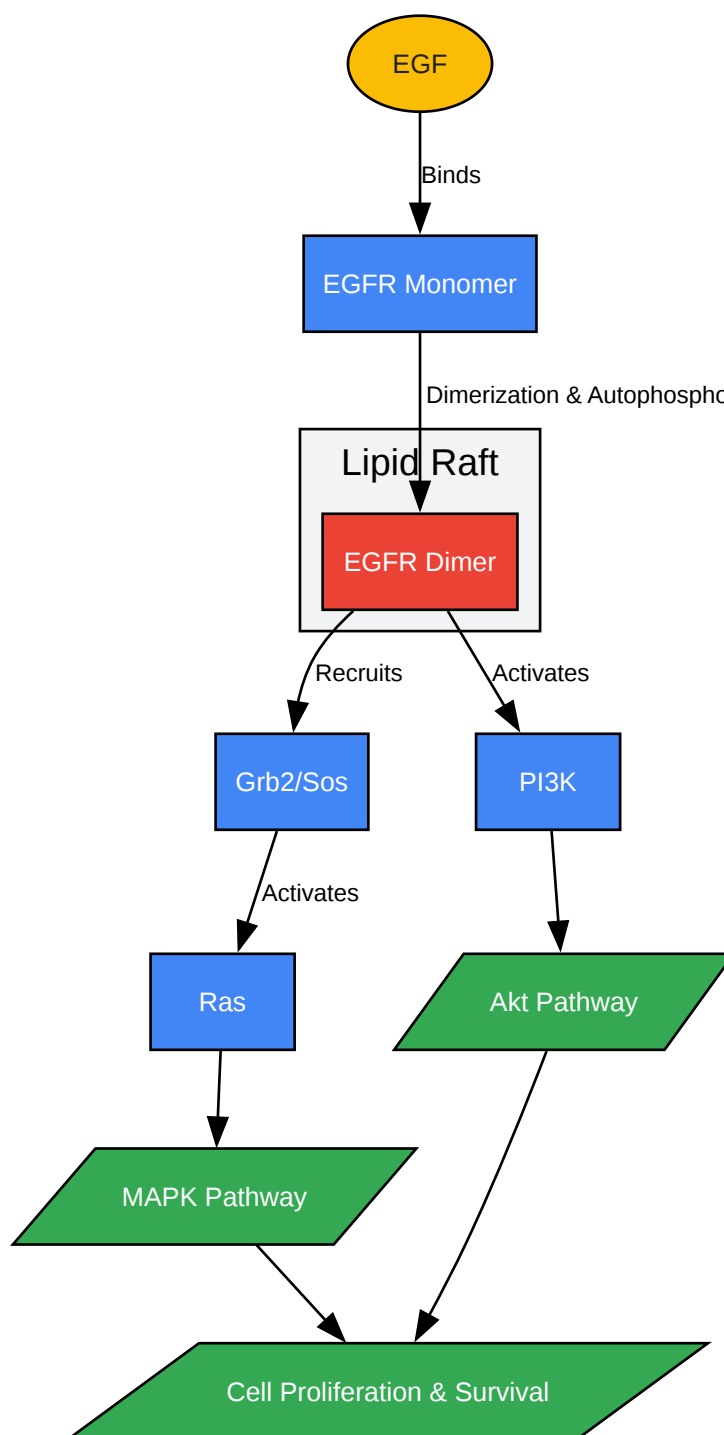 EGF
Binds
EGFR Monomer
Dimerization & Autophospho
Lipid Raft
EGFR Dimer
Recruits
Activates
Grb2/Sos
PI3K
Activates
Ras
Akt Pathway
MAPK Pathway
Cell Proliferation & Survival